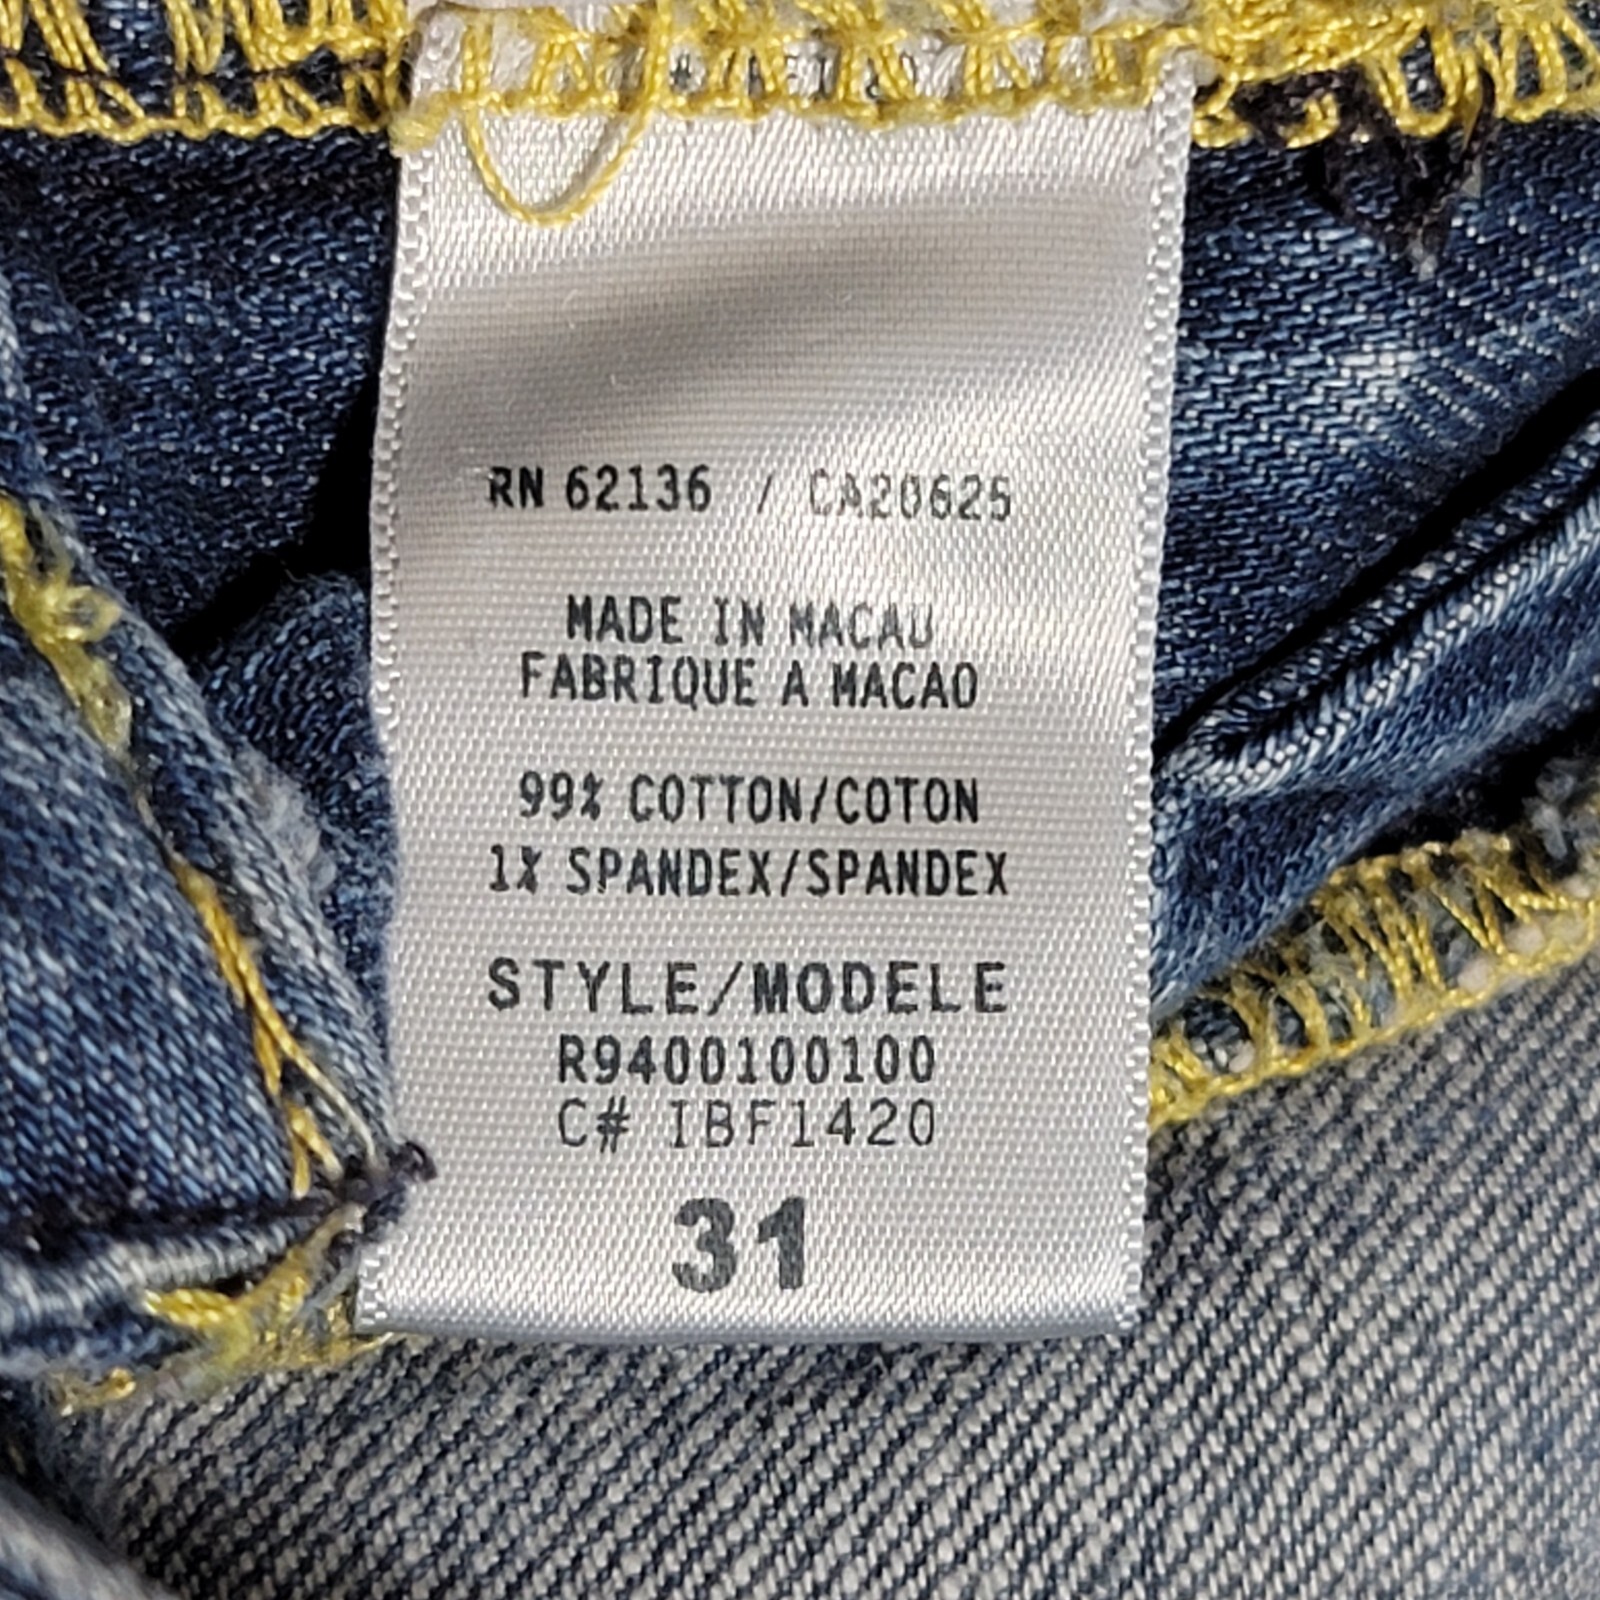 RN 62136 / CA20625
MADE IN MACAU
FABRIQUE A MACAO
99% COTTON/COTON
1% SPANDEX/SPANDEX
STYLE/MODELE
R9400100100
C# IBF1420
31